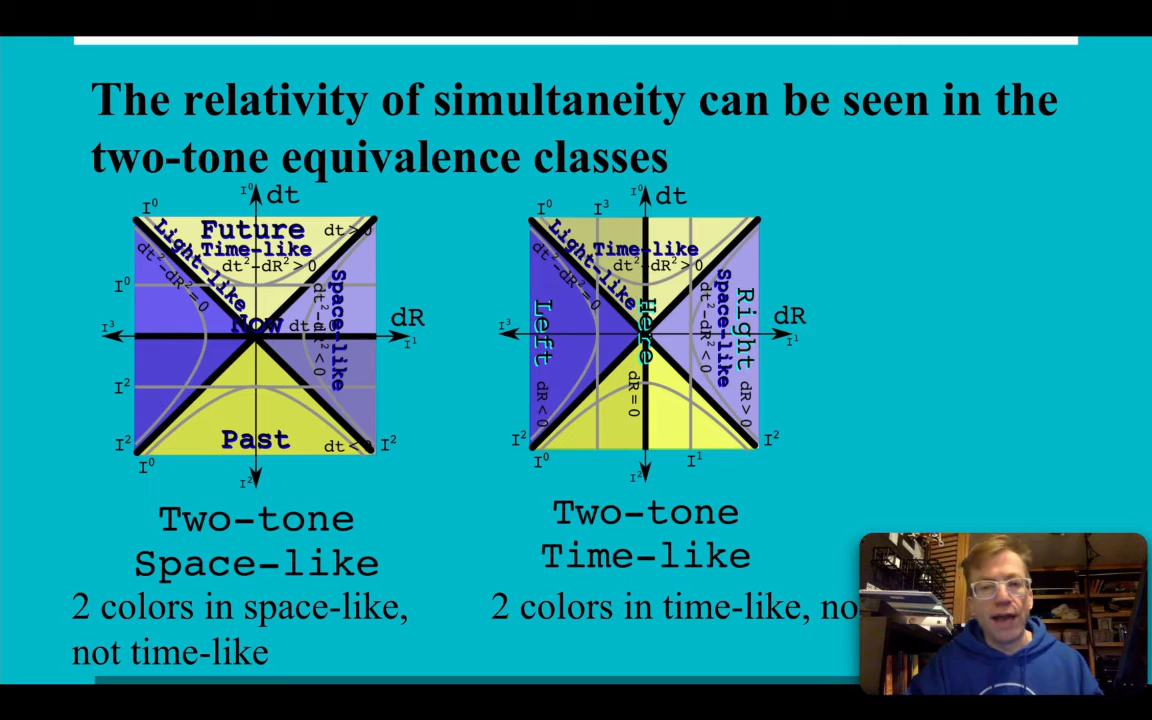 The relativity of simultaneity can be seen in the
two-tone equivalence classes
I⁰ dt
I⁰
Future dt>0
Time-like
dt²-dR²>0
Light-like
dt²-dR²=0
Space-like
dt²-dR²<0
I⁰
Now
dR
I³
I¹
I²
Past dt<
I² I²
I⁰
I²
Two-tone
Space-like
2 colors in space-like,
not time-like
I⁰ dt
I⁰ I³
Time-like
dt²-dR²>0
Light-like
dt²-dR²=0
Space-like
dt²-dR²<0
Left
dR<0
Here
dR=0
Right
dR>0
dR
I³
I¹
I² I²
I⁰ I¹
I²
Two-tone
Time-like
2 colors in time-like, no